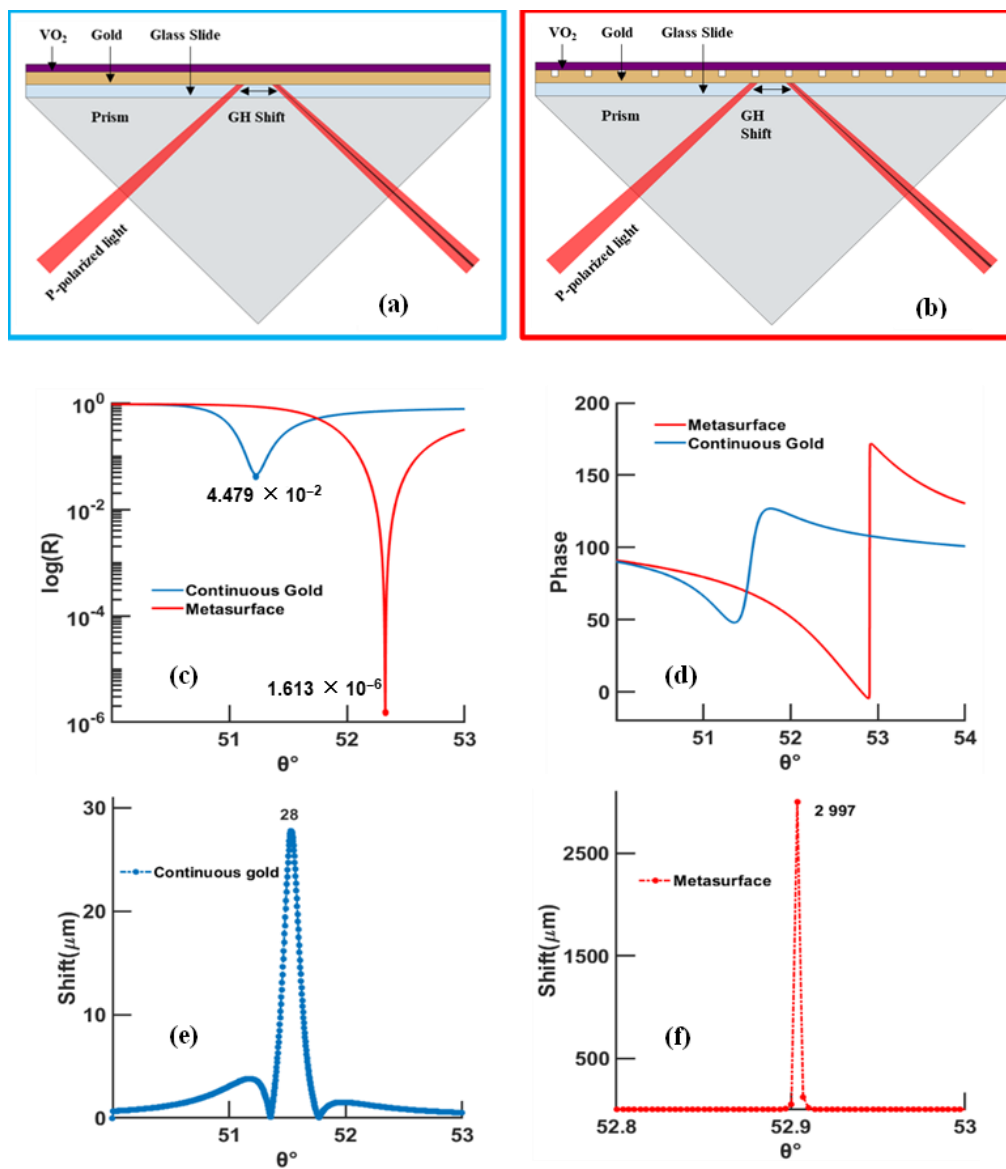 VO₂ Gold Glass Slide
Prism GH Shift
P-polarized light
(a)
VO₂ Gold Glass Slide
Prism GH
Shift
P-polarized light
(b)
10⁰
10⁻²
10⁻⁴
10⁻⁶
log(R)
4.479 × 10⁻²
Continuous Gold
Metasurface
(c)
1.613 × 10⁻⁶
51 52 53
θ°
200
150
100
50
0
Phase
Metasurface
Continuous Gold
(d)
51 52 53 54
θ°
30
20
10
0
Shift(μm)
28
Continuous gold
(e)
51 52 53
θ°
2500
1500
500
Shift(μm)
2 997
Metasurface
(f)
52.8 52.9 53
θ°